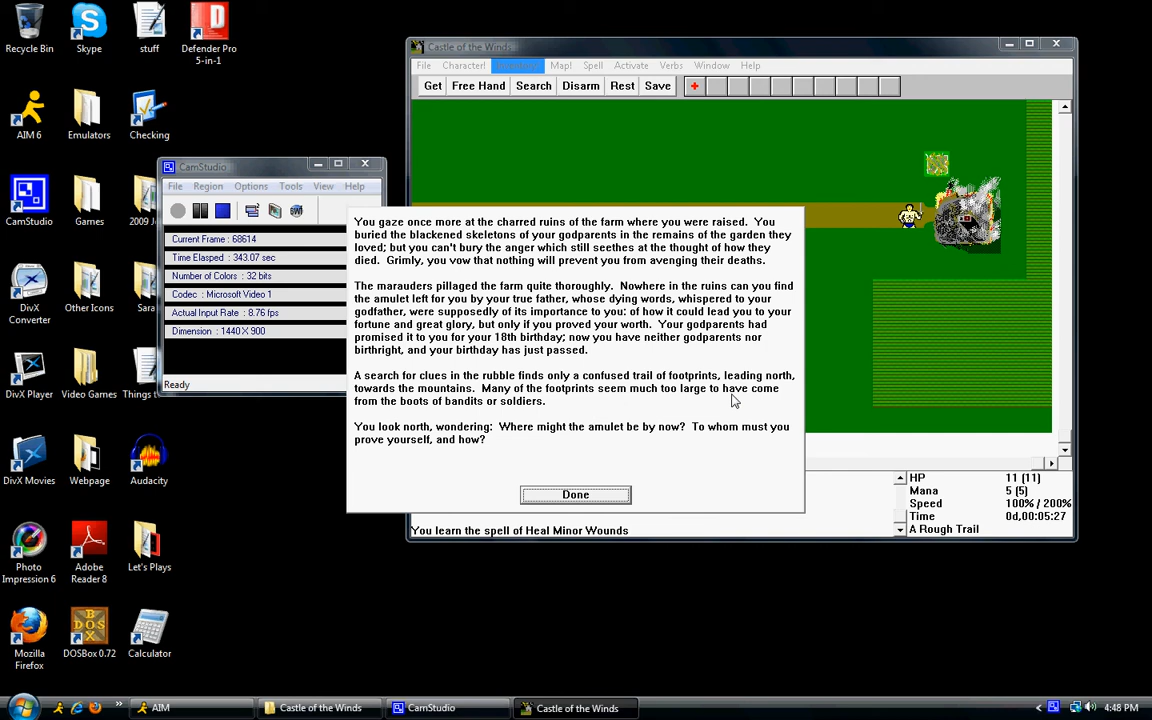 Recycle Bin
Skype
stuff
Defender Pro
5-in-1
AIM 6
Emulators
Checking
CamStudio
Games
2009 J
DivX
Converter
Other Icons
Sara
DivX Player
Video Games
Things t
DivX Movies
Webpage
Audacity
Photo
Impression 6
Adobe
Reader 8
Let's Plays
Mozilla
Firefox
DOSBox 0.72
Calculator
CamStudio
File Region Options Tools View Help
Current Frame : 68614
Time Elasped : 343.07 sec
Number of Colors : 32 bits
Codec : Microsoft Video 1
Actual Input Rate : 8.76 fps
Dimension : 1440 X 900
Ready
Castle of the Winds
File Character! Inventory! Map! Spell Activate Verbs Window Help
Get Free Hand Search Disarm Rest Save
You gaze once more at the charred ruins of the farm where you were raised. You
buried the blackened skeletons of your godparents in the remains of the garden they
loved; but you can't bury the anger which still seethes at the thought of how they
died. Grimly, you vow that nothing will prevent you from avenging their deaths.
The marauders pillaged the farm quite thoroughly. Nowhere in the ruins can you find
the amulet left for you by your true father, whose dying words, whispered to your
godfather, were supposedly of its importance to you: of how it could lead you to your
fortune and great glory, but only if you proved your worth. Your godparents had
promised it to you for your 18th birthday; now you have neither godparents nor
birthright, and your birthday has just passed.
A search for clues in the rubble finds only a confused trail of footprints, leading north,
towards the mountains. Many of the footprints seem much too large to have come
from the boots of bandits or soldiers.
You look north, wondering: Where might the amulet be by now? To whom must you
prove yourself, and how?
Done
You learn the spell of Heal Minor Wounds
HP 11 (11)
Mana 5 (5)
Speed 100% / 200%
Time 0d,00:05:27
A Rough Trail
AIM
Castle of the Winds
CamStudio
Castle of the Winds
4:48 PM